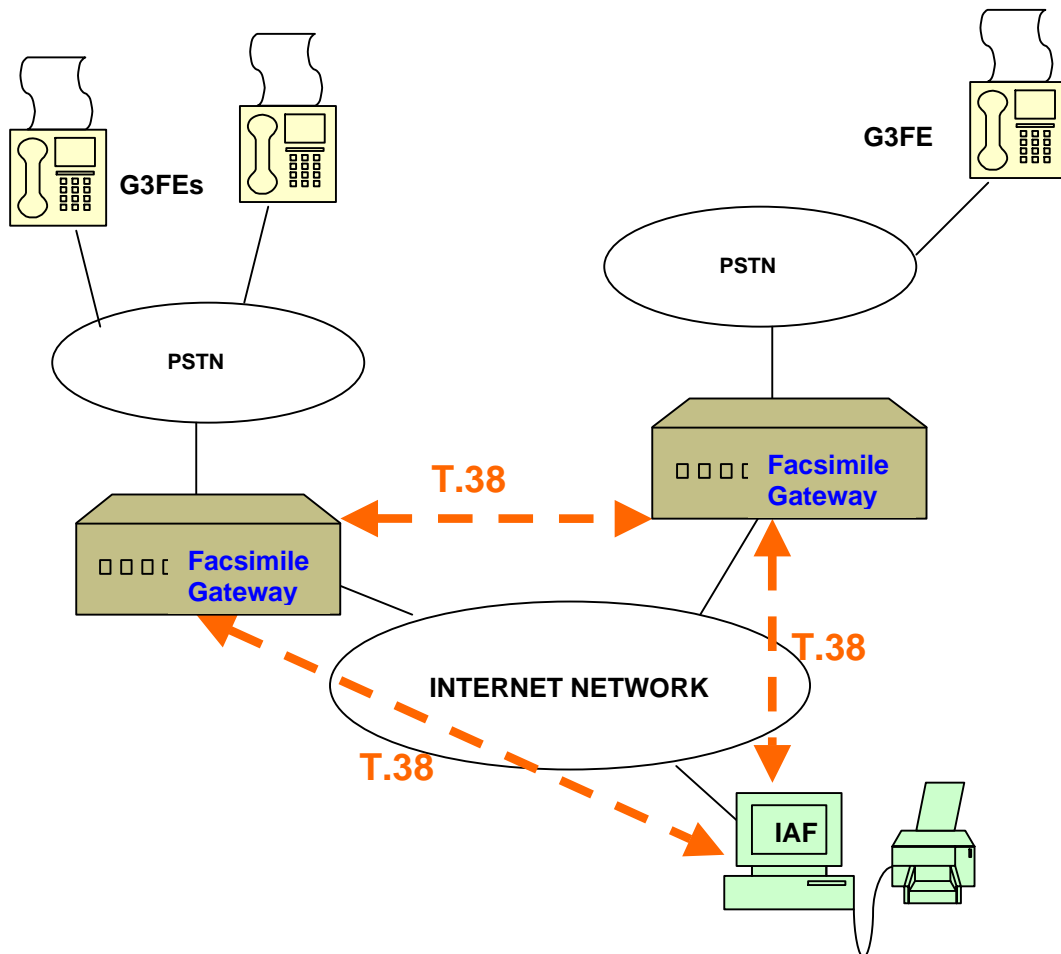 G3FE
G3FEs
PSTN
PSTN
Facsimile
Gateway
T.38
Facsimile
Gateway
T.38
INTERNET NETWORK
T.38
IAF